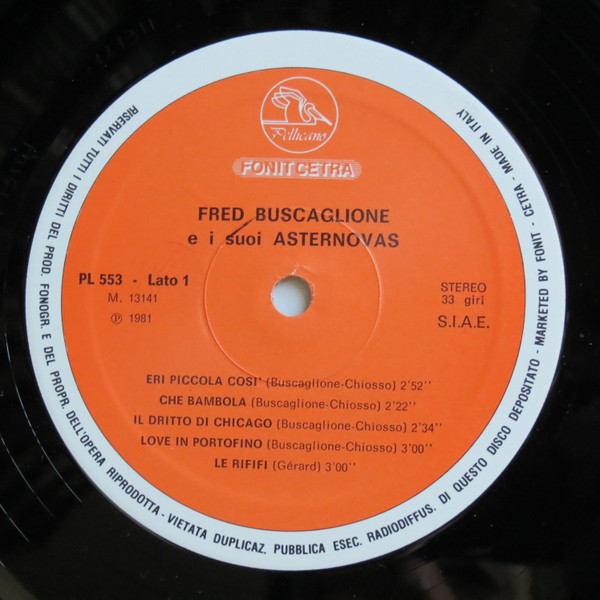 Pellicano
FONIT CETRA
FRED BUSCAGLIONE
e i suoi ASTERNOVAS
PL 553 - Lato 1
M. 13141
℗ 1981
STEREO
33 giri
S.I.A.E.
ERI PICCOLA COSI' (Buscaglione-Chiosso) 2'52''
CHE BAMBOLA (Buscaglione-Chiosso) 2'22''
IL DRITTO DI CHICAGO (Buscaglione-Chiosso) 2'34''
LOVE IN PORTOFINO (Buscaglione-Chiosso) 3'00''
LE RIFIFI (Gérard) 3'00''
RISERVATI TUTTI I DIRITTI DEL PROD. FONOGR. E DEL PROPR. DELL'OPERA RIPRODOTTA - VIETATA DUPLICAZ. PUBBLICA ESEC. RADIODIFFUS. DI QUESTO DISCO DEPOSITATO - MARKETED BY FONIT - CETRA - MADE IN ITALY